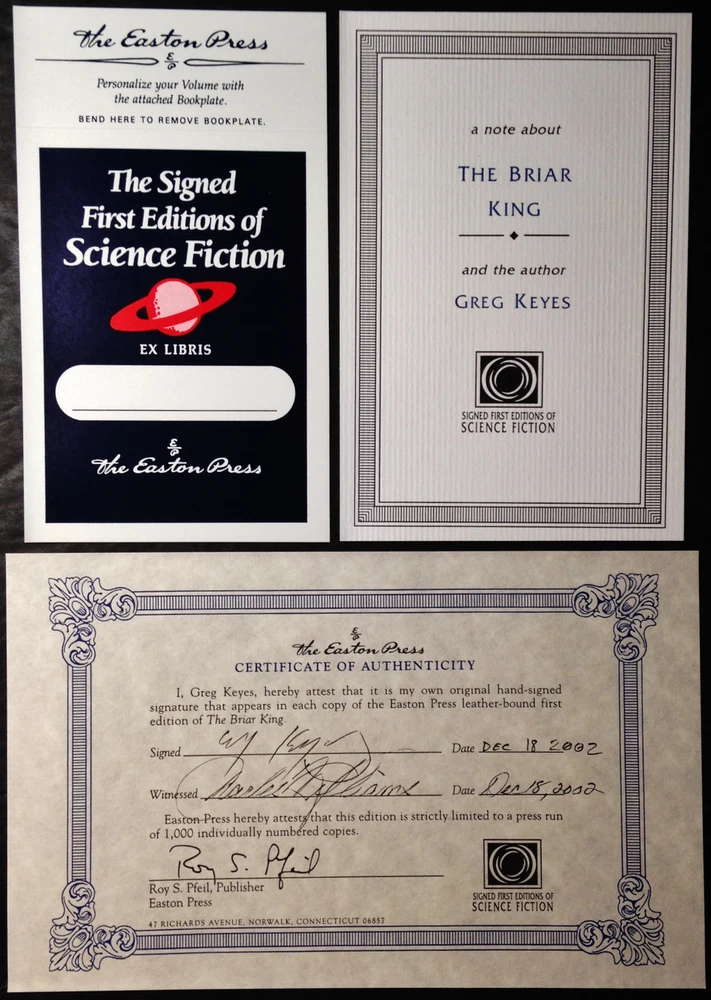 The Easton Press
E
P
Personalize your Volume with
the attached Bookplate.
BEND HERE TO REMOVE BOOKPLATE.
The Signed
First Editions of
Science Fiction
EX LIBRIS
E
P
The Easton Press
a note about
THE BRIAR
KING
and the author
GREG KEYES
SIGNED FIRST EDITIONS OF
SCIENCE FICTION
E
P
The Easton Press
CERTIFICATE OF AUTHENTICITY
I, Greg Keyes, hereby attest that it is my own original hand-signed
signature that appears in each copy of the Easton Press leather-bound first
edition of The Briar King.
Signed Date DEC 18 2002
Witnessed Williams Date Dec 18, 2002
Easton Press hereby attests that this edition is strictly limited to a press run
of 1,000 individually numbered copies.
Roy S. Pfeil
Roy S. Pfeil, Publisher
Easton Press
47 RICHARDS AVENUE, NORWALK, CONNECTICUT 06857
SIGNED FIRST EDITIONS OF
SCIENCE FICTION